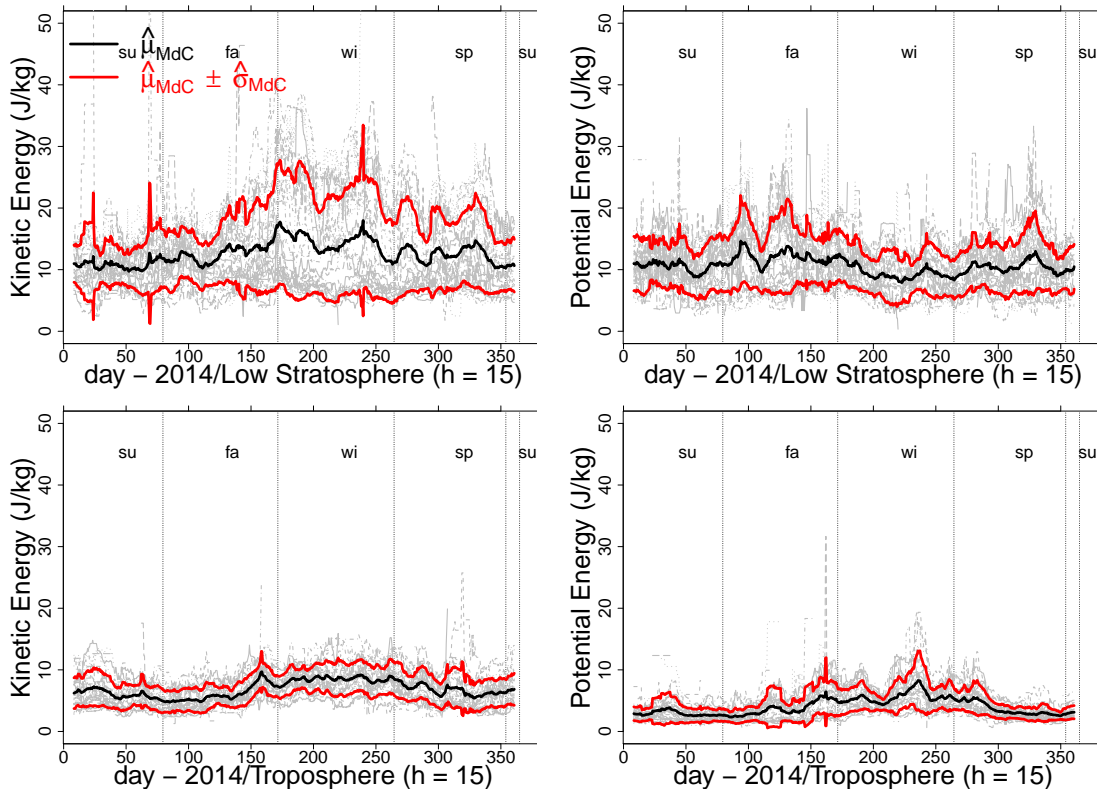 Kinetic Energy (J/kg)
50
40
30
20
10
0
su
fa
wi
sp
su
μ̂MdC
μ̂MdC ± σ̂MdC
0 50 100 150 200 250 300 350
day − 2014/Low Stratosphere (h = 15)
Potential Energy (J/kg)
50
40
30
20
10
0
su
fa
wi
sp
su
0 50 100 150 200 250 300 350
day − 2014/Low Stratosphere (h = 15)
Kinetic Energy (J/kg)
50
40
30
20
10
0
su
fa
wi
sp
su
0 50 100 150 200 250 300 350
day − 2014/Troposphere (h = 15)
Potential Energy (J/kg)
50
40
30
20
10
0
su
fa
wi
sp
su
0 50 100 150 200 250 300 350
day − 2014/Troposphere (h = 15)